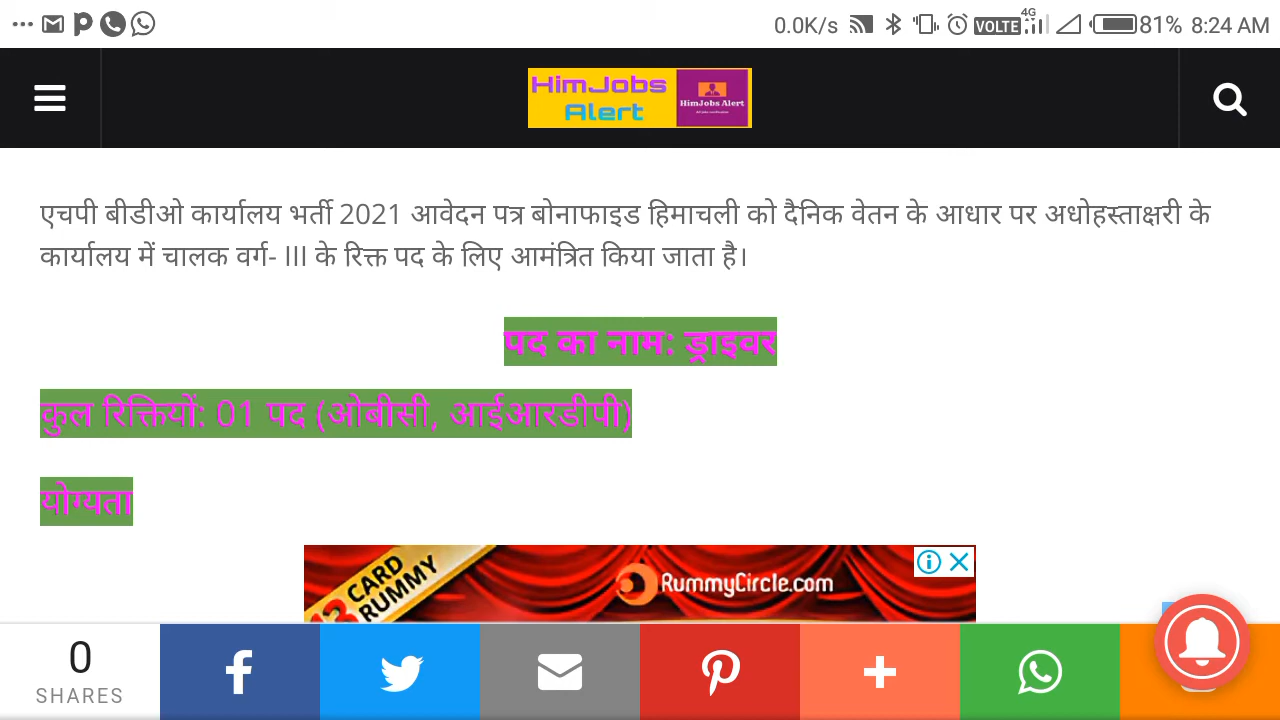 0.0K/s VOLTE 4G 81% 8:24 AM
HimJobs
Alert
HimJobs Alert
एचपी बीडीओ कार्यालय भर्ती 2021 आवेदन पत्र बोनाफाइड हिमाचली को दैनिक वेतन के आधार पर अधोहस्ताक्षरी के
कार्यालय में चालक वर्ग- III के रिक्त पद के लिए आमंत्रित किया जाता है।
पद का नाम: ड्राइवर
कुल रिक्तियों: 01 पद (ओबीसी, आईआरडीपी)
योग्यता
13 CARD
RUMMY
RummyCircle.com
0
SHARES